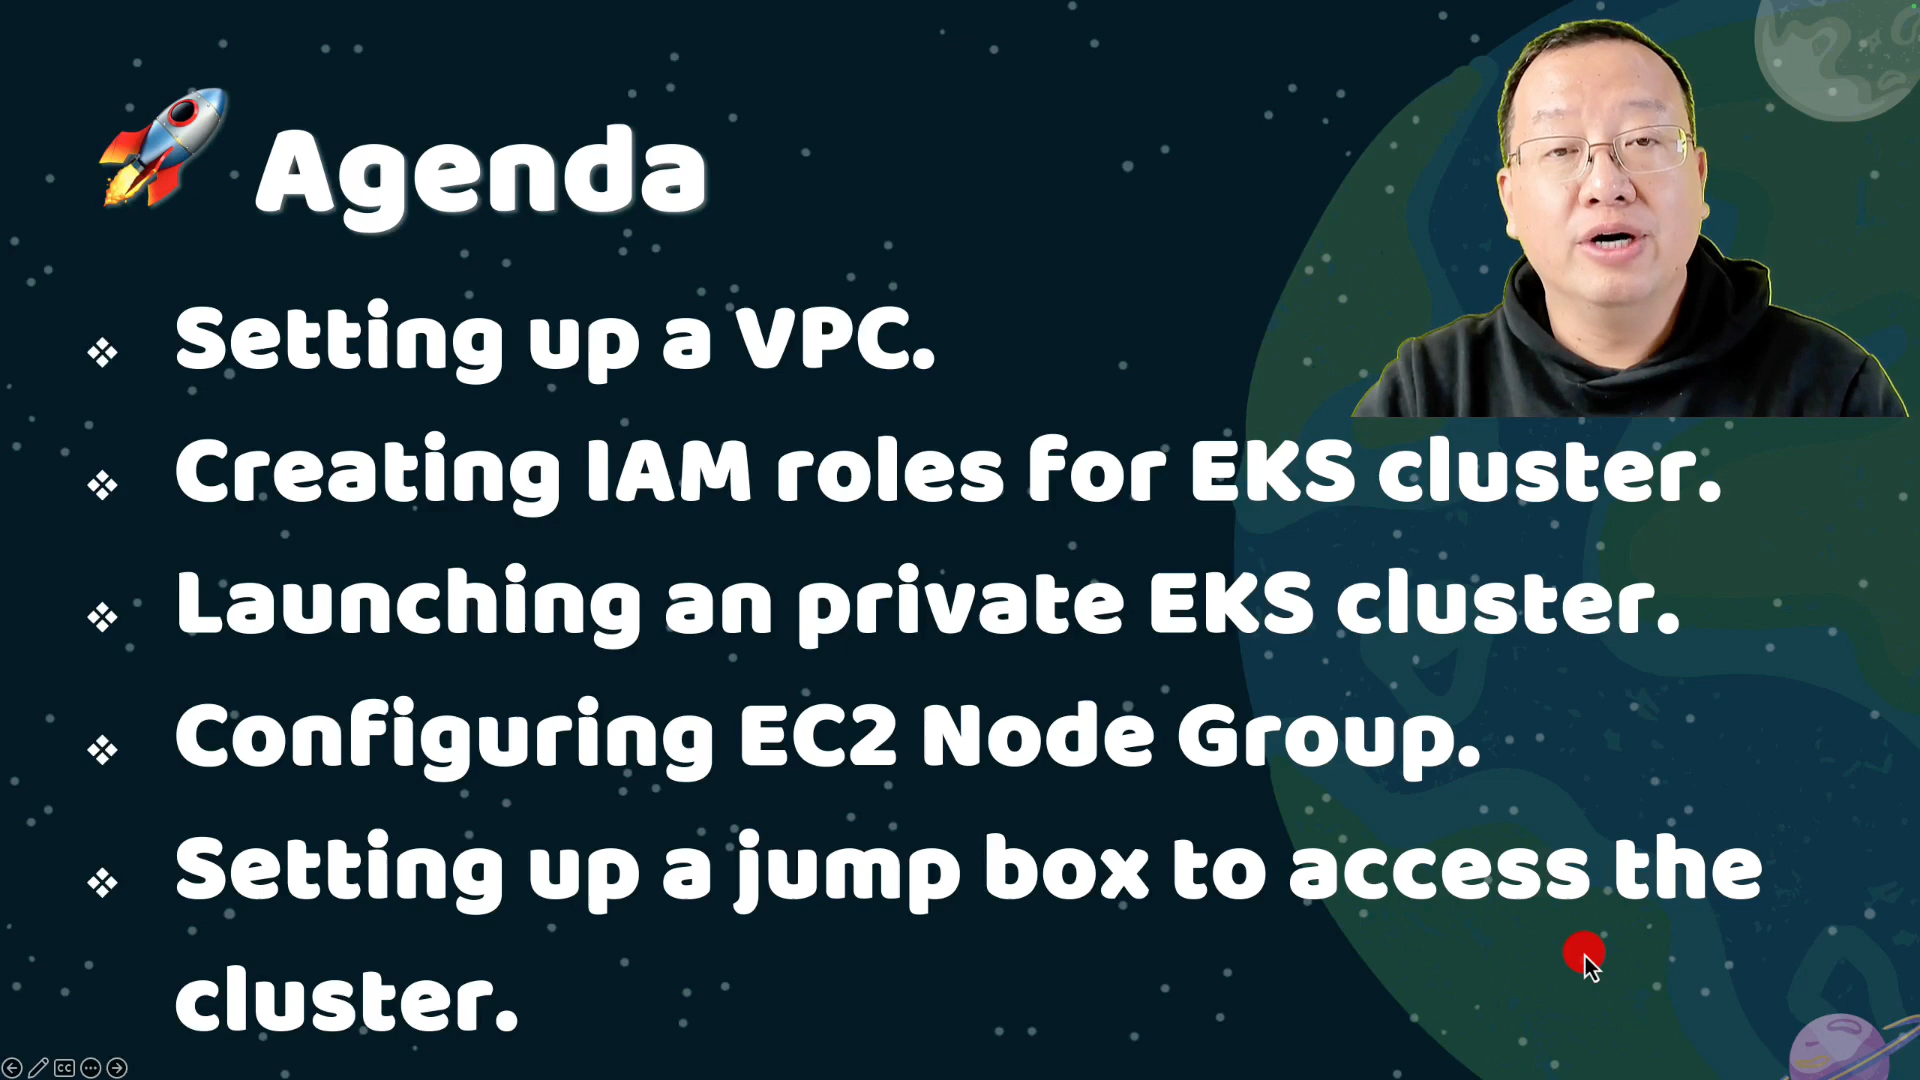 Agenda
Setting up a VPC.
Creating IAM roles for EKS cluster.
Launching an private EKS cluster.
Configuring EC2 Node Group.
Setting up a jump box to access the
cluster.
CC